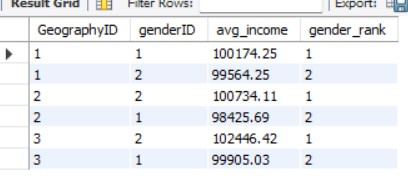 Result Grid Filter Rows: Export:
GeographyID genderID avg_income gender_rank
1 1 100174.25 1
1 2 99564.25 2
2 2 100734.11 1
2 1 98425.69 2
3 2 102446.42 1
3 1 99905.03 2